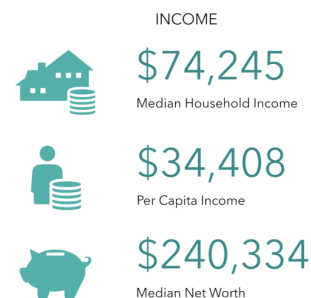 INCOME
$74,245
Median Household Income
$34,408
Per Capita Income
$240,334
Median Net Worth